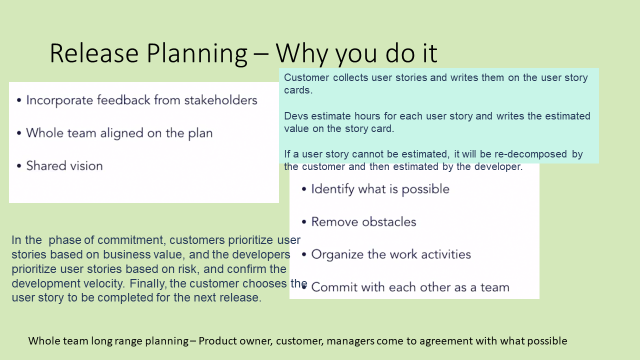 Release Planning – Why you do it
• Incorporate feedback from stakeholders
• Whole team aligned on the plan
• Shared vision
Customer collects user stories and writes them on the user story
cards.
Devs estimate hours for each user story and writes the estimated
value on the story card.
If a user story cannot be estimated, it will be re-decomposed by
the customer and then estimated by the developer.
• Identify what is possible
• Remove obstacles
• Organize the work activities
• Commit with each other as a team
In the phase of commitment, customers prioritize user
stories based on business value, and the developers
prioritize user stories based on risk, and confirm the
development velocity. Finally, the customer chooses the
user story to be completed for the next release.
Whole team long range planning – Product owner, customer, managers come to agreement with what possible